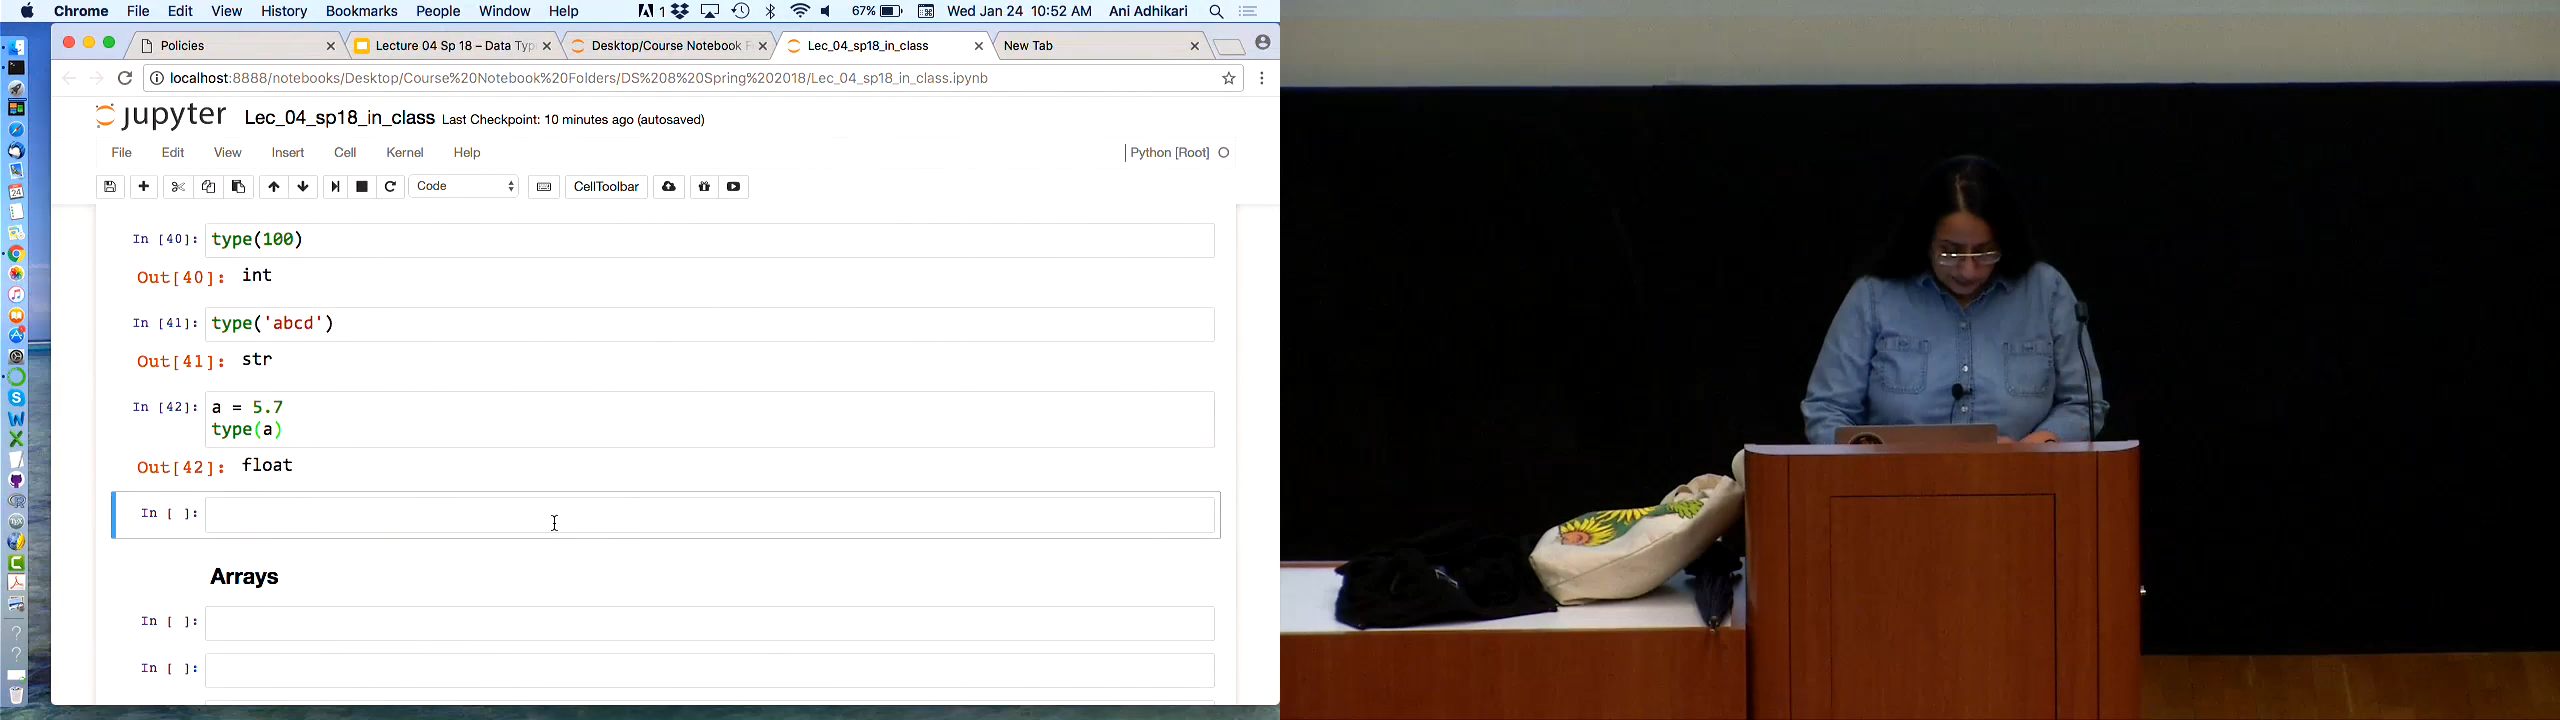 Chrome File Edit View History Bookmarks People Window Help 1 67% Wed Jan 24 10:52 AM Ani Adhikari
Policies Lecture 04 Sp 18 – Data Typ Desktop/Course Notebook F Lec_04_sp18_in_class New Tab
localhost:8888/notebooks/Desktop/Course%20Notebook%20Folders/DS%208%20Spring%202018/Lec_04_sp18_in_class.ipynb
jupyter Lec_04_sp18_in_class Last Checkpoint: 10 minutes ago (autosaved)
File Edit View Insert Cell Kernel Help Python [Root]
Code CellToolbar
In [40]: type(100)
Out[40]: int
In [41]: type('abcd')
Out[41]: str
In [42]: a = 5.7
type(a)
Out[42]: float
In [ ]:
Arrays
In [ ]:
In [ ]: